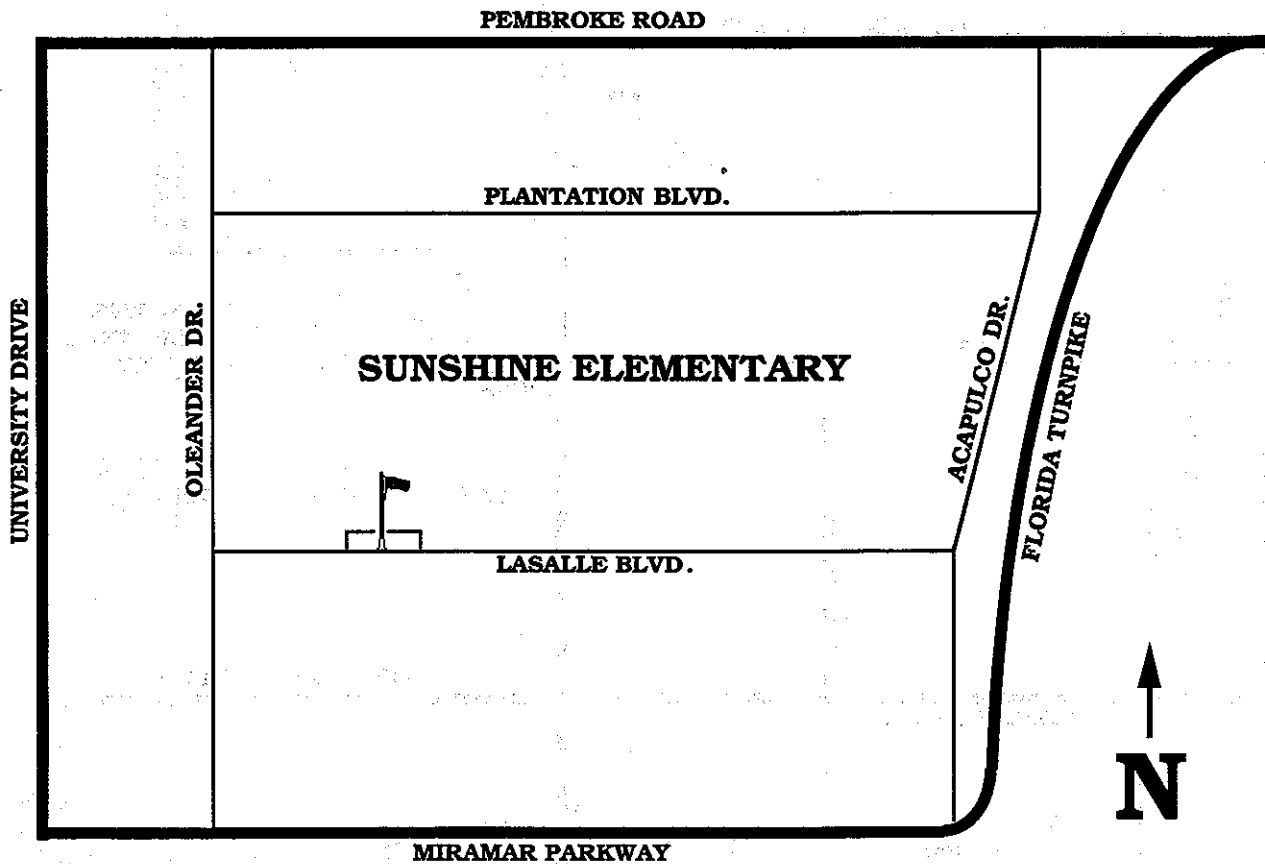 PEMBROKE ROAD
PLANTATION BLVD.
UNIVERSITY DRIVE
OLEANDER DR.
SUNSHINE ELEMENTARY
ACAPULCO DR.
FLORIDA TURNPIKE
LASALLE BLVD.
N
MIRAMAR PARKWAY